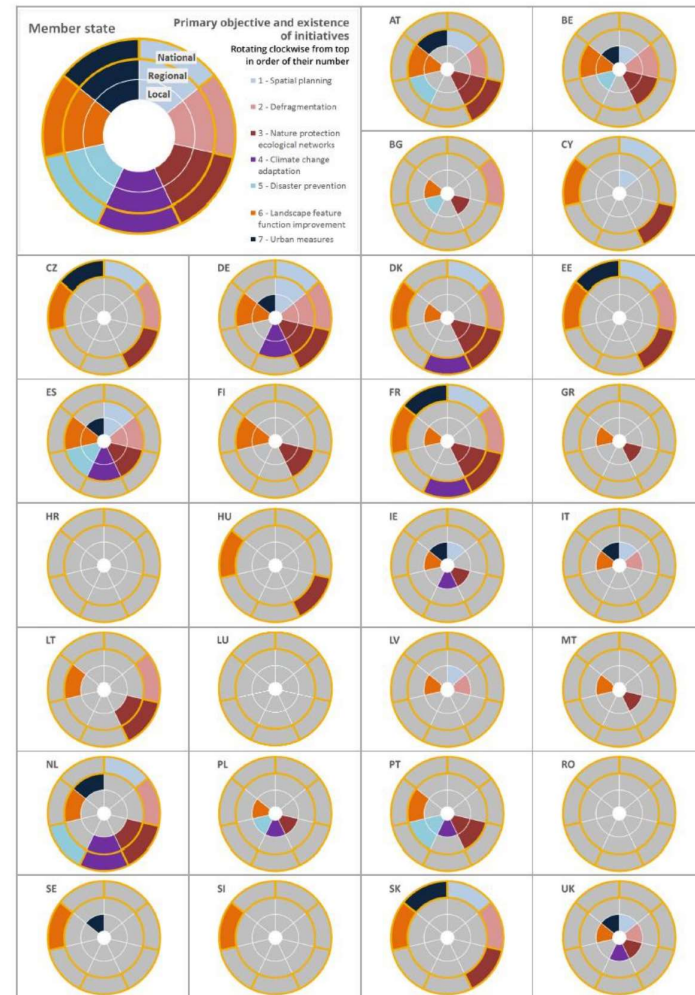 Member state
Primary objective and existence
of initiatives
Rotating clockwise from top
in order of their number
National
Regional
Local
1 - Spatial planning
2 - Defragmentation
3 - Nature protection
ecological networks
4 - Climate change
adaptation
5 - Disaster prevention
6 - Landscape feature
function improvement
7 - Urban measures
AT
BE
BG
CY
CZ
DE
DK
EE
ES
FI
FR
GR
HR
HU
IE
IT
LT
LU
LV
MT
NL
PL
PT
RO
SE
SI
SK
UK